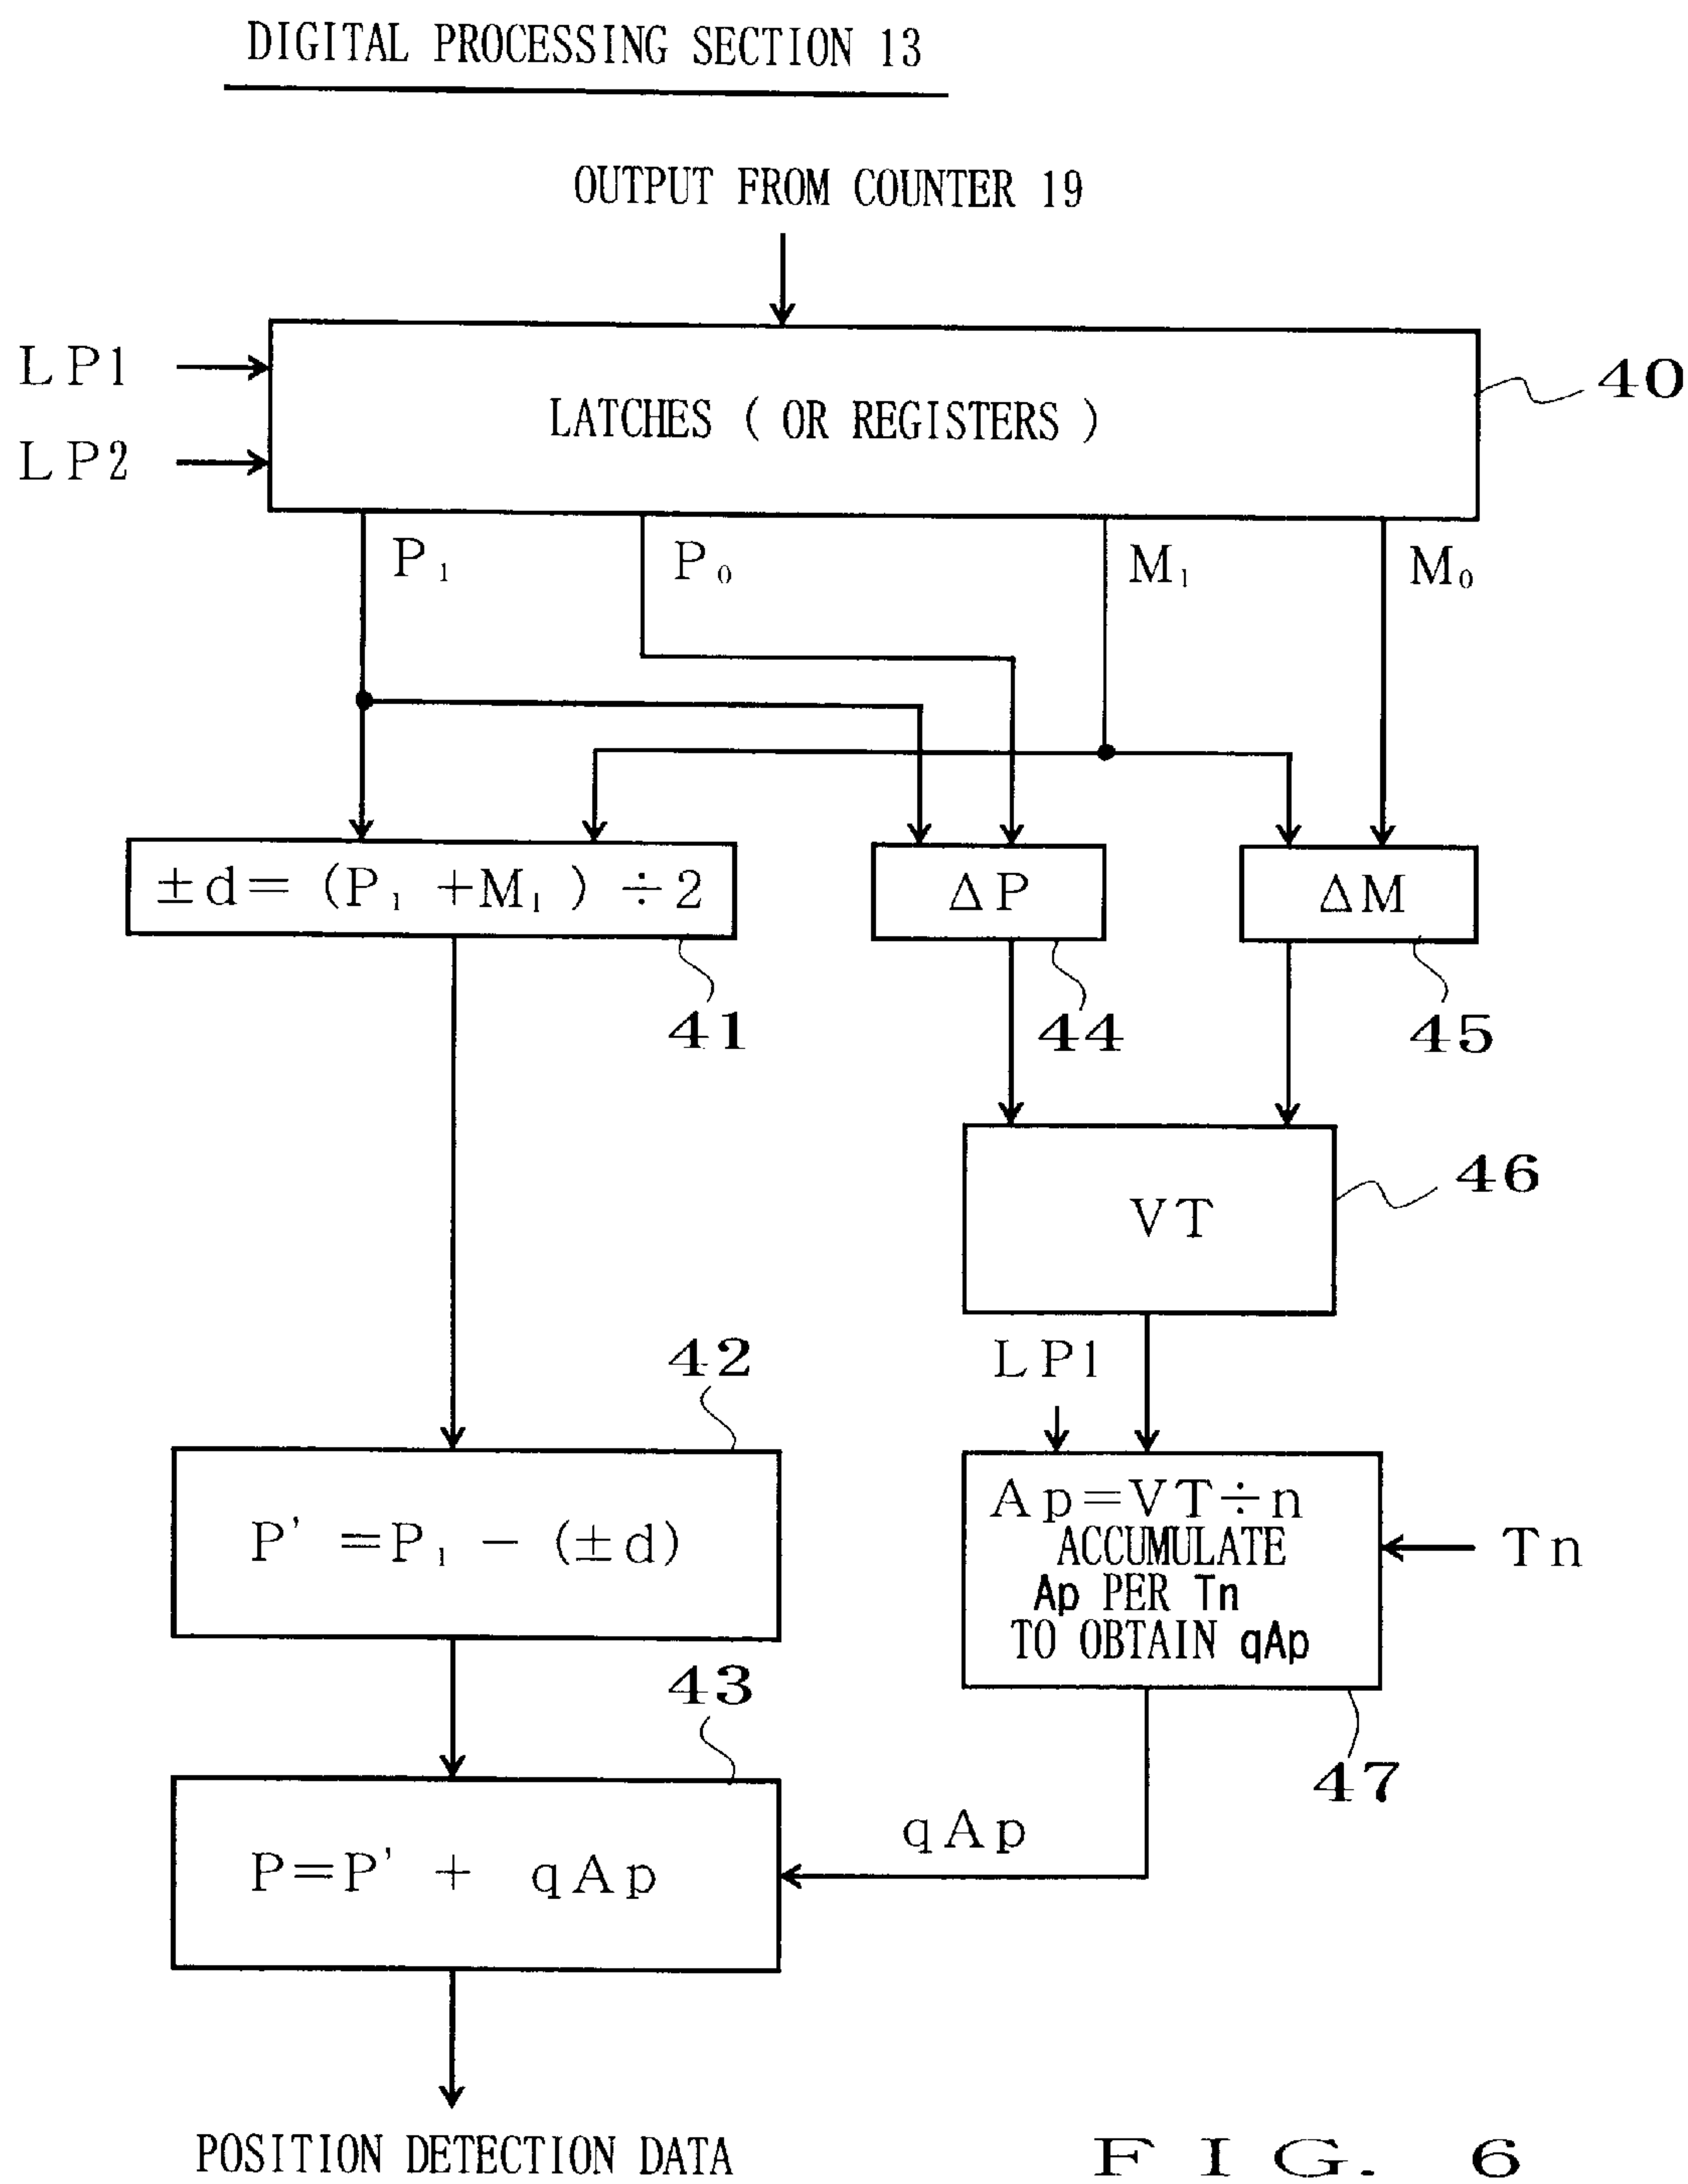 DIGITAL PROCESSING SECTION 13
OUTPUT FROM COUNTER 19
LP1
LP2
LATCHES ( OR REGISTERS )
40
P₁
P₀
M₁
M₀
±d= (P₁ +M₁ ) ÷2
ΔP
ΔM
41
44
45
VT
46
LP1
42
P' =P₁ − (±d)
Ap=VT÷n
ACCUMULATE
Ap PER Tn
TO OBTAIN qAp
Tn
43
47
P=P' + qAp
qAp
POSITION DETECTION DATA
FIG. 6